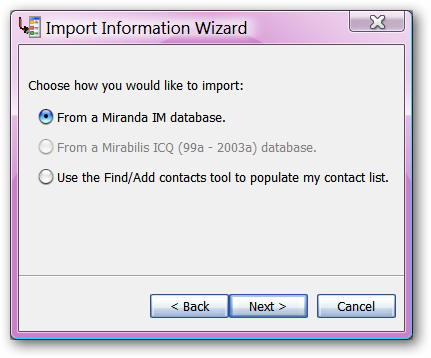 Import Information Wizard
Choose how you would like to import:
From a Miranda IM database.
From a Mirabilis ICQ (99a - 2003a) database.
Use the Find/Add contacts tool to populate my contact list.
< Back Next > Cancel